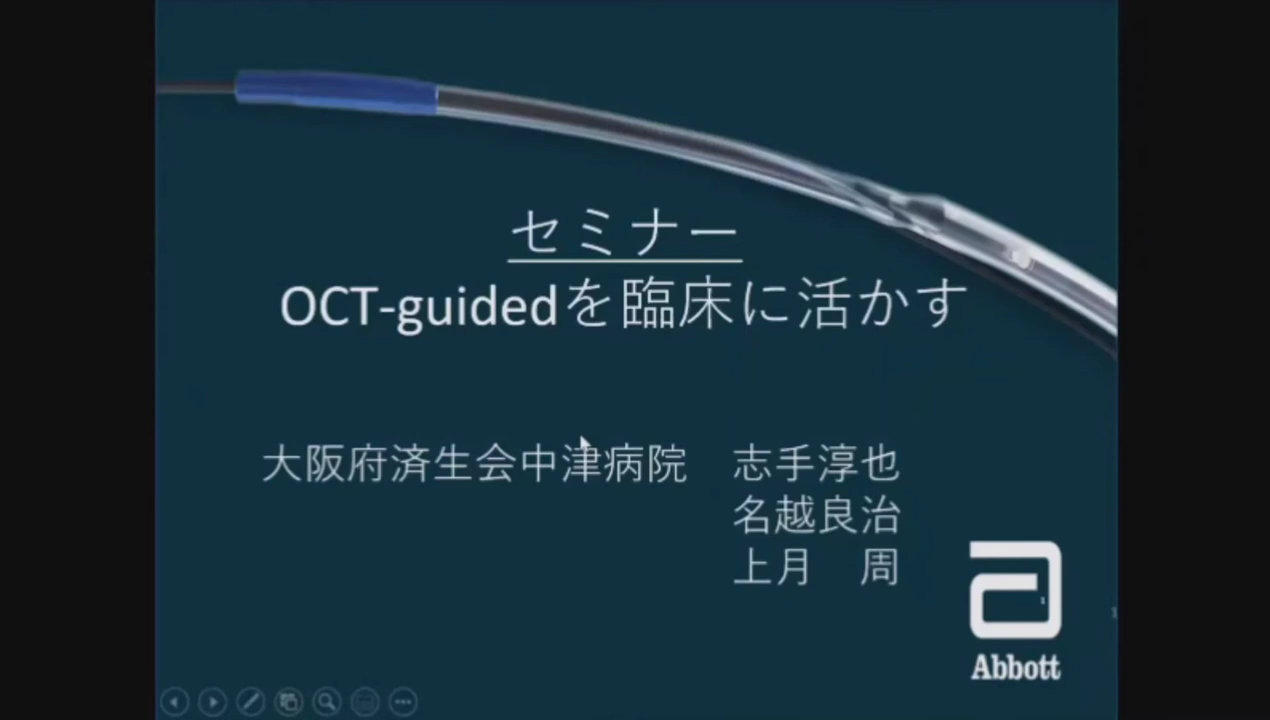 セミナー
OCT-guidedを臨床に活かす
大阪府済生会中津病院　志手淳也
名越良治
上月　周
Abbott